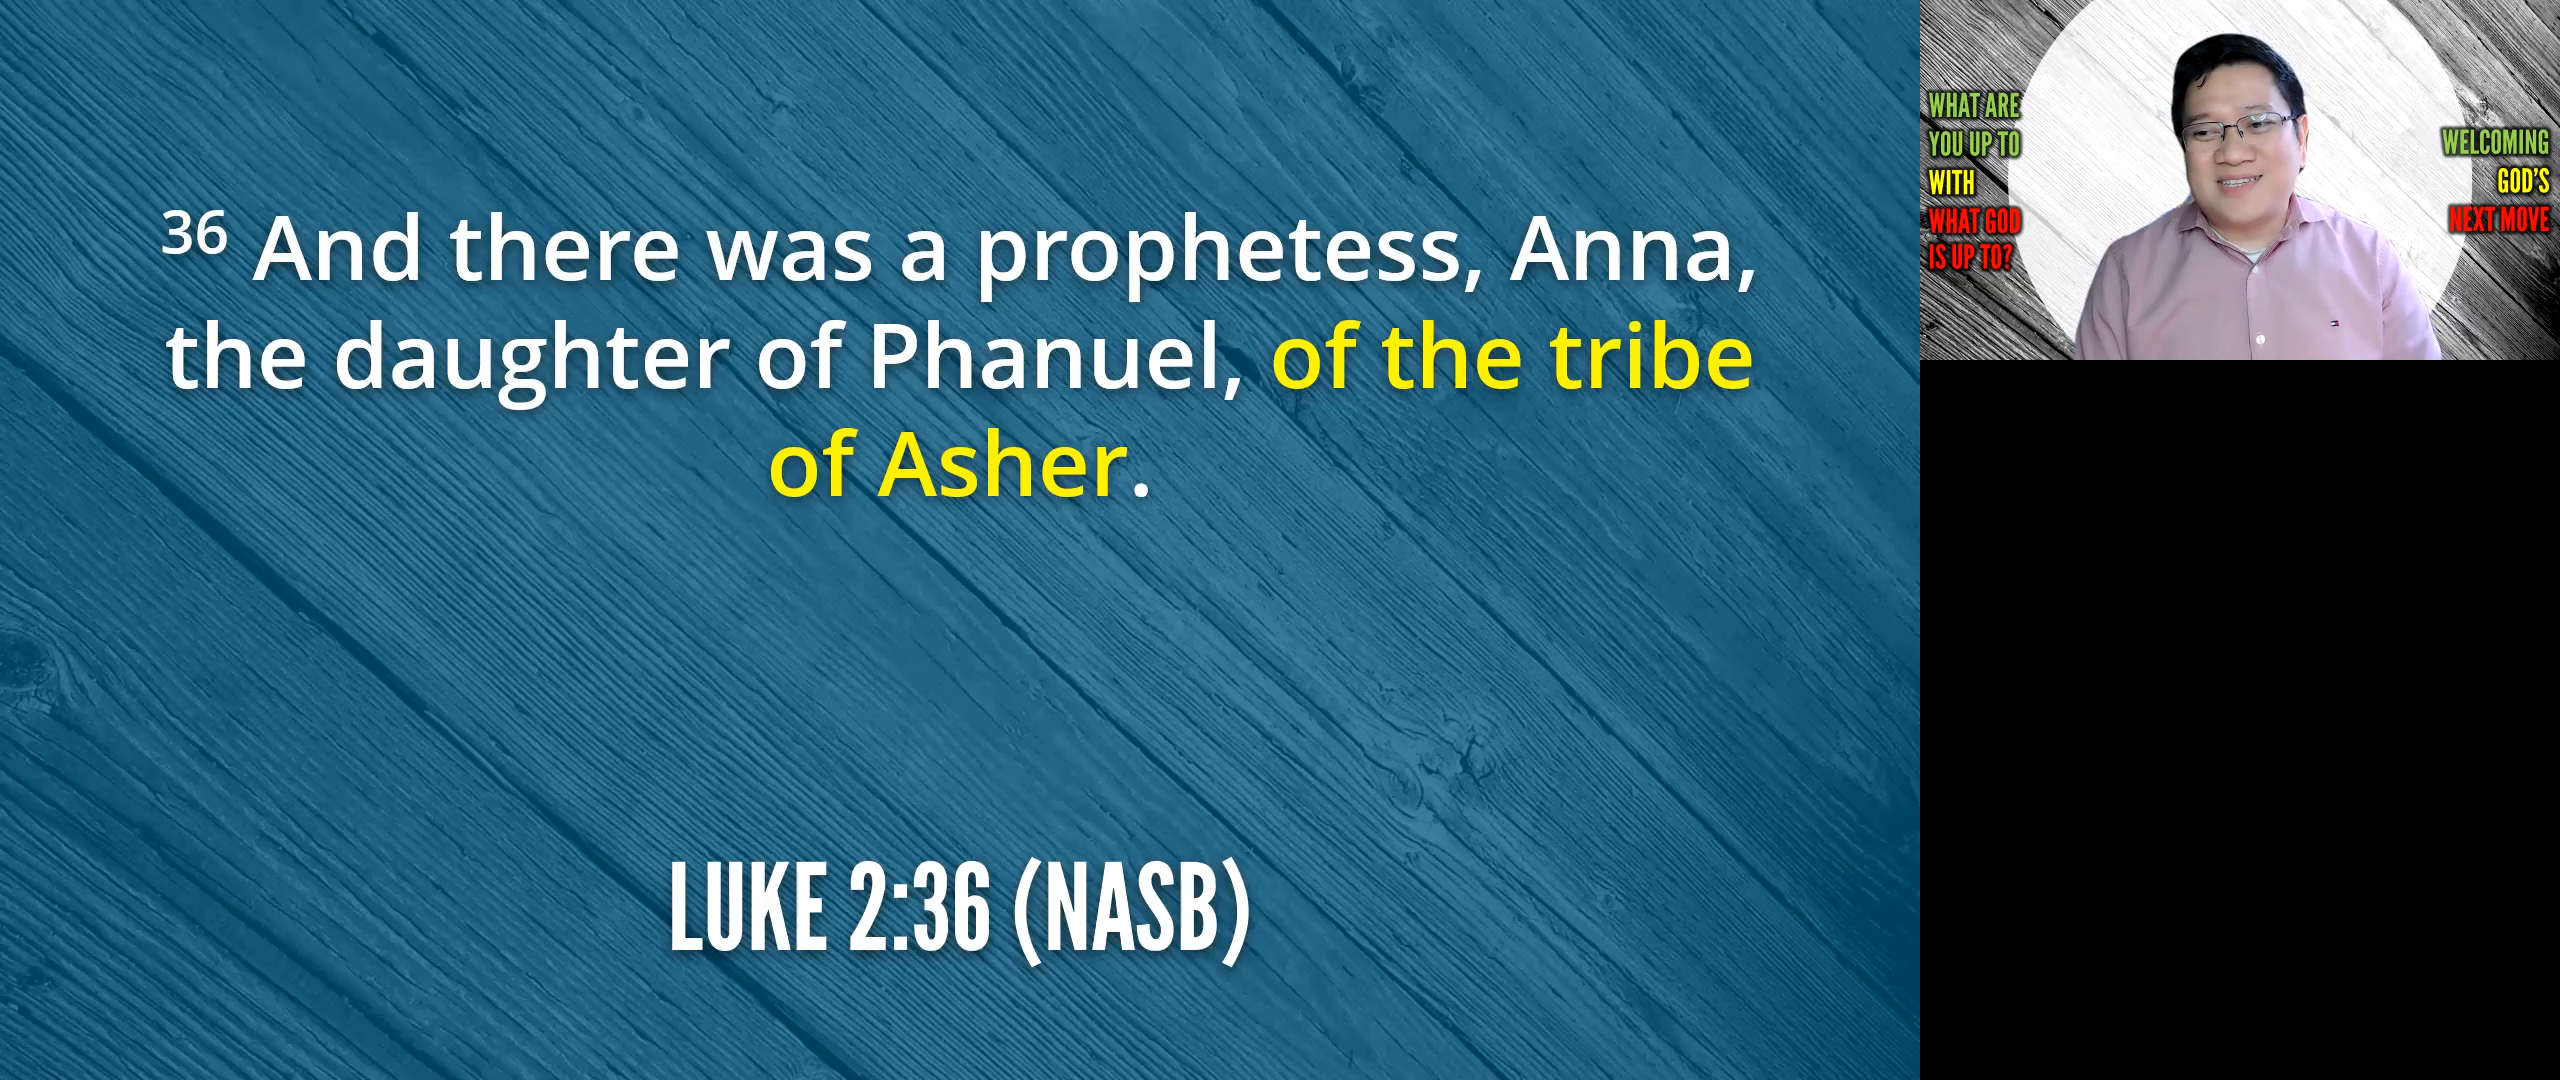 36 And there was a prophetess, Anna,
the daughter of Phanuel, of the tribe
of Asher.
LUKE 2:36 (NASB)
WHAT ARE
YOU UP TO
WITH
WHAT GOD
IS UP TO?
WELCOMING
GOD'S
NEXT MOVE